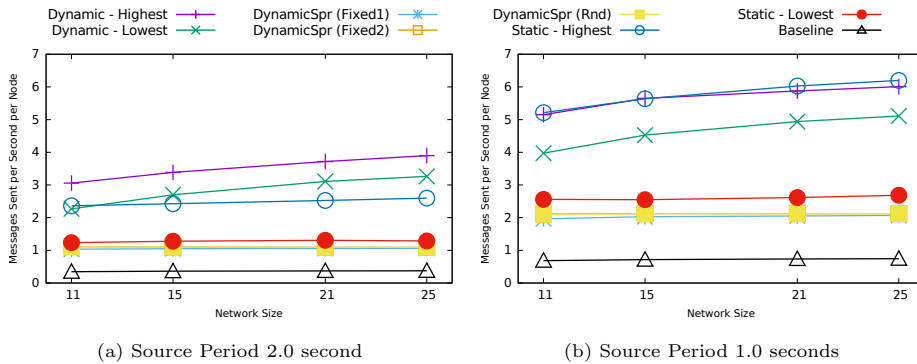 Dynamic - Highest
Dynamic - Lowest
DynamicSpr (Fixed1)
DynamicSpr (Fixed2)
DynamicSpr (Rnd)
Static - Highest
Static - Lowest
Baseline
Messages Sent per Second per Node
7
6
5
4
3
2
1
0
11 15 21 25
Network Size
(a) Source Period 2.0 second
Messages Sent per Second per Node
7
6
5
4
3
2
1
0
11 15 21 25
Network Size
(b) Source Period 1.0 seconds